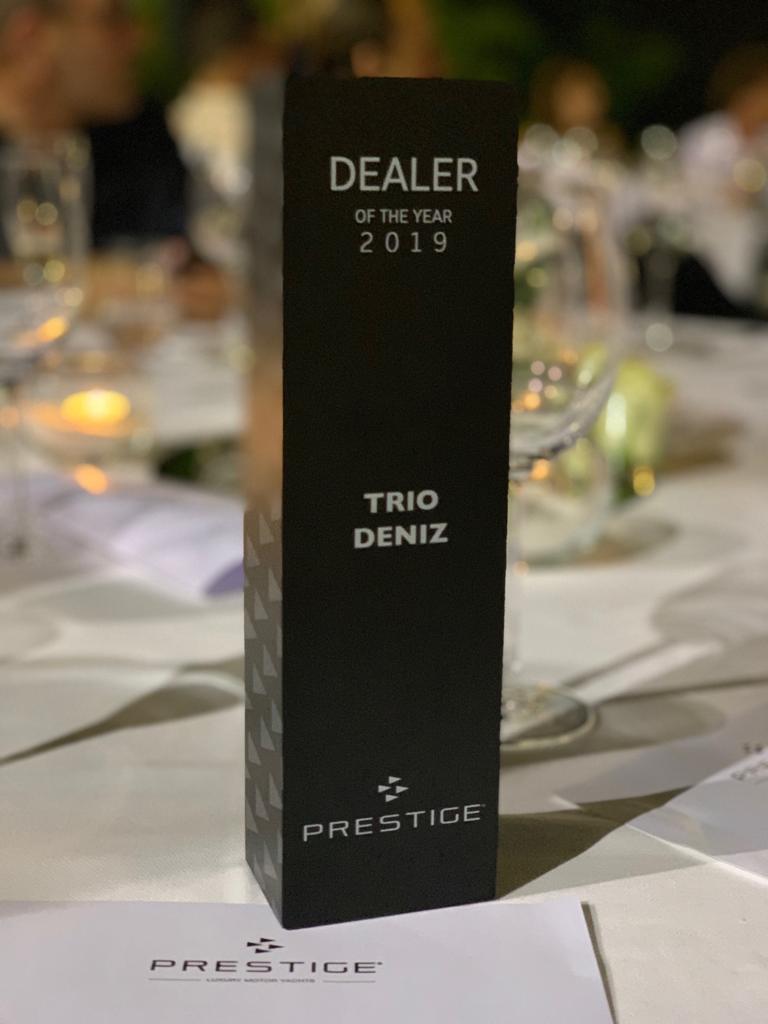 DEALER
OF THE YEAR
2019
TRIO
DENIZ
PRESTIGE
PRESTIGE
LUXURY MOTOR YACHTS